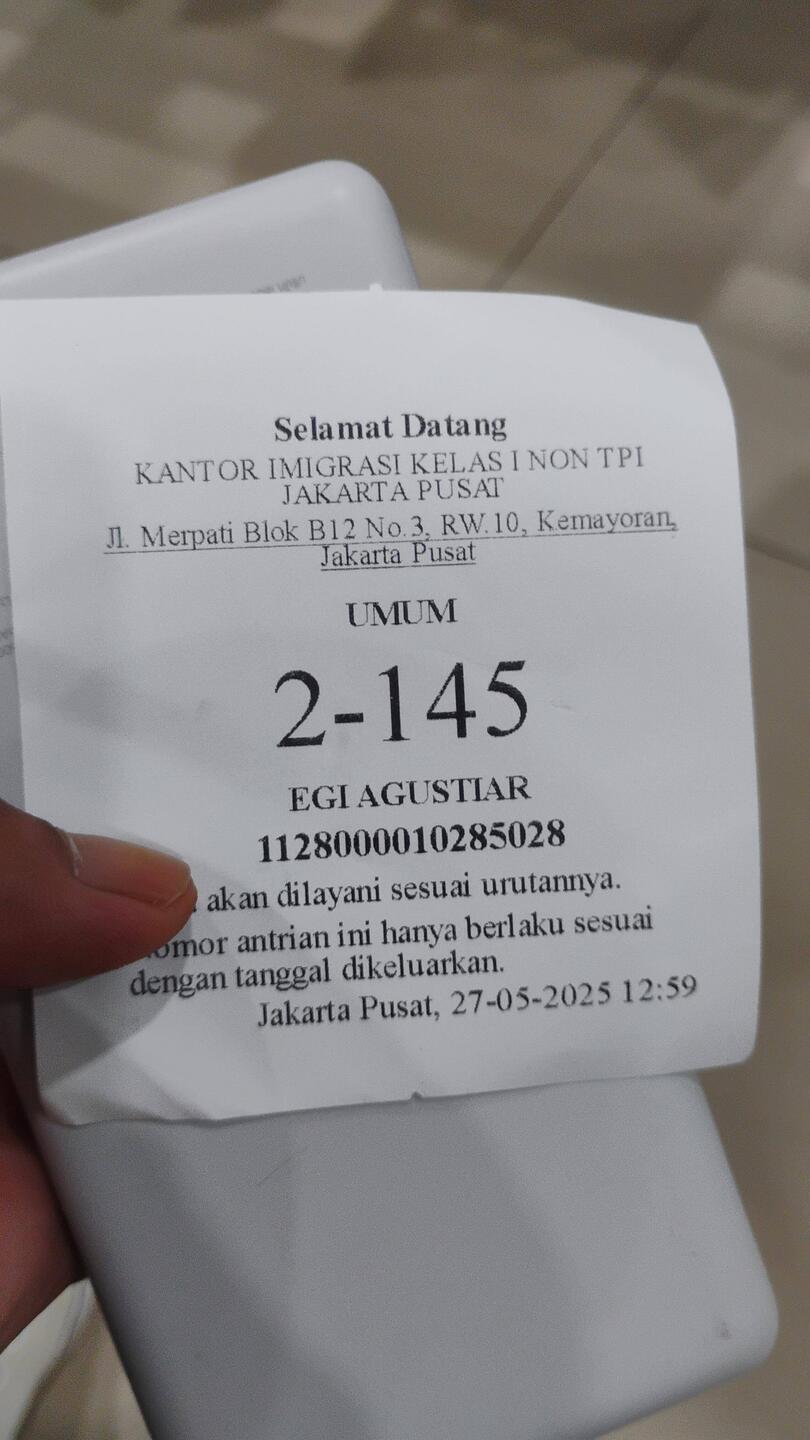 Selamat Datang
KANTOR IMIGRASI KELAS I NON TPI
JAKARTA PUSAT
Jl. Merpati Blok B12 No.3, RW.10, Kemayoran,
Jakarta Pusat
UMUM
2-145
EGI AGUSTIAR
1128000010285028
akan dilayani sesuai urutannya.
omor antrian ini hanya berlaku sesuai
dengan tanggal dikeluarkan.
Jakarta Pusat, 27-05-2025 12:59